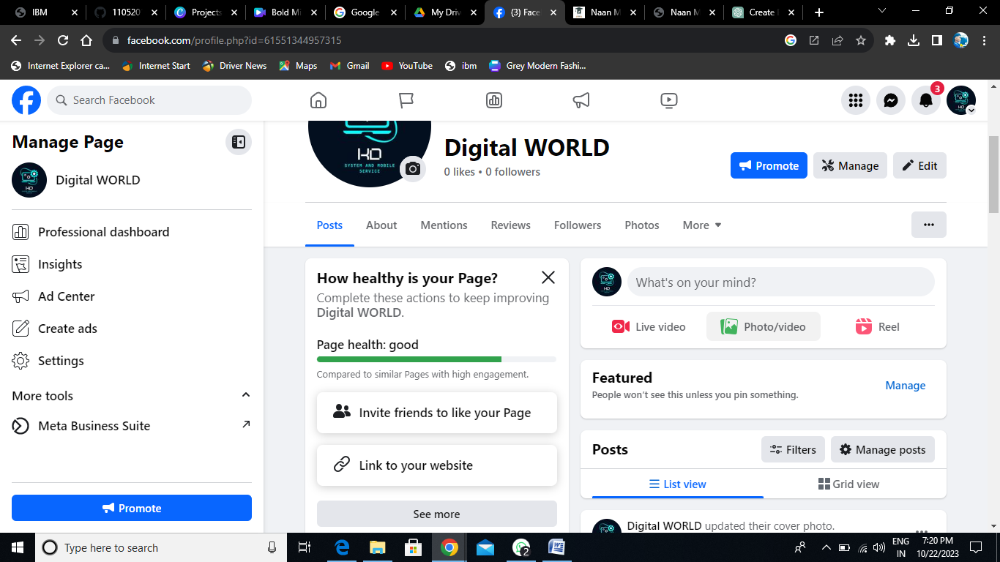 IBM
110520
Projects
Bold Mi
Google
My Driv
(3) Face
Naan M
Naan M
Create
facebook.com/profile.php?id=61551344957315
Internet Explorer ca...
Internet Start
Driver News
Maps
Gmail
YouTube
ibm
Grey Modern Fashi...
Search Facebook
3
Manage Page
Digital WORLD
Professional dashboard
Insights
Ad Center
Create ads
Settings
More tools
Meta Business Suite
Promote
KD
SYSTEM AND MOBILE
SERVICE
Digital WORLD
0 likes • 0 followers
Promote
Manage
Edit
Posts
About
Mentions
Reviews
Followers
Photos
More
How healthy is your Page?
Complete these actions to keep improving
Digital WORLD.
Page health: good
Compared to similar Pages with high engagement.
Invite friends to like your Page
Link to your website
See more
What's on your mind?
Live video
Photo/video
Reel
Featured
Manage
People won't see this unless you pin something.
Posts
Filters
Manage posts
List view
Grid view
Digital WORLD updated their cover photo.
Type here to search
2
ENG
IN
7:20 PM
10/22/2023